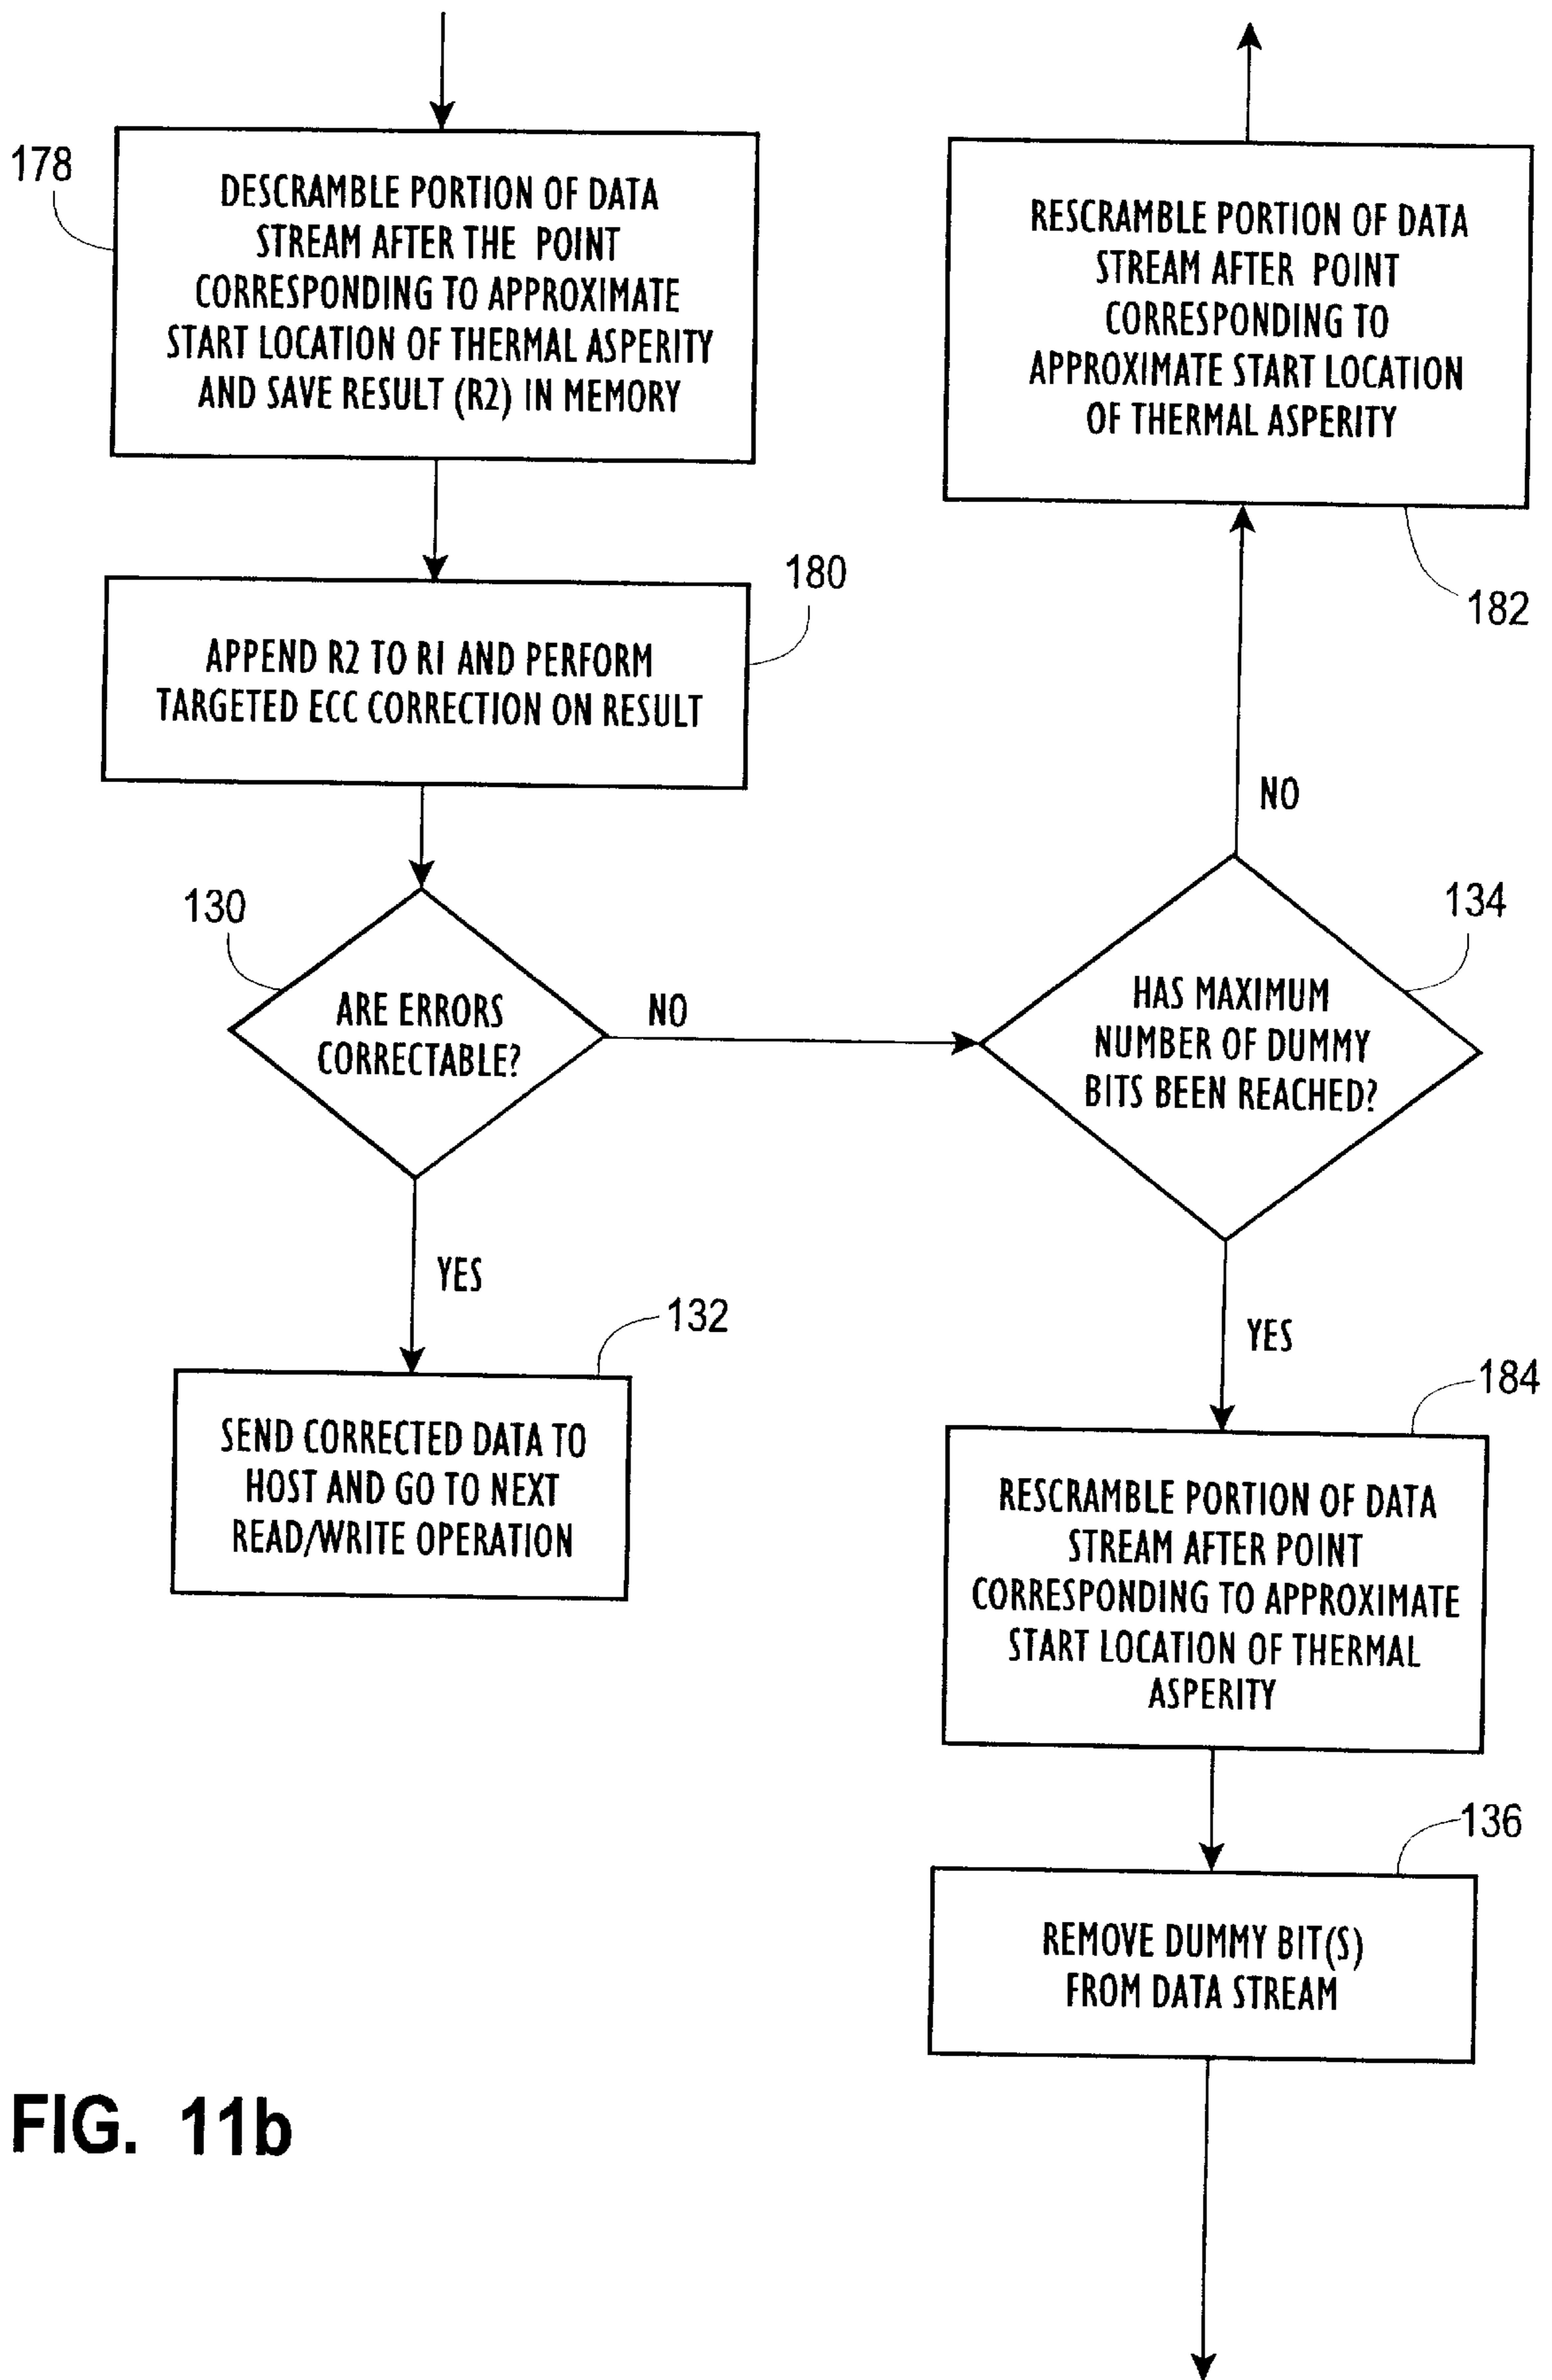 178
DESCRAMBLE PORTION OF DATA
STREAM AFTER THE POINT
CORRESPONDING TO APPROXIMATE
START LOCATION OF THERMAL ASPERITY
AND SAVE RESULT (R2) IN MEMORY
180
APPEND R2 TO R1 AND PERFORM
TARGETED ECC CORRECTION ON RESULT
130
ARE ERRORS
CORRECTABLE?
NO
YES
132
SEND CORRECTED DATA TO
HOST AND GO TO NEXT
READ/WRITE OPERATION
RESCRAMBLE PORTION OF DATA
STREAM AFTER POINT
CORRESPONDING TO
APPROXIMATE START LOCATION
OF THERMAL ASPERITY
182
NO
134
HAS MAXIMUM
NUMBER OF DUMMY
BITS BEEN REACHED?
YES
184
RESCRAMBLE PORTION OF DATA
STREAM AFTER POINT
CORRESPONDING TO APPROXIMATE
START LOCATION OF THERMAL
ASPERITY
136
REMOVE DUMMY BIT(S)
FROM DATA STREAM
FIG. 11b